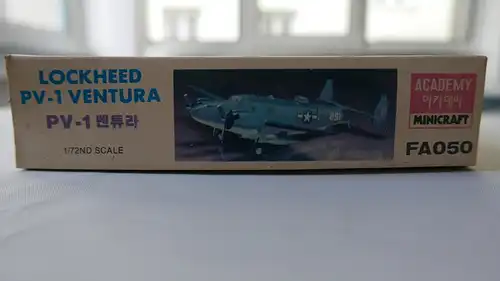 LOCKHEED
PV-1 VENTURA
PV-1 벤튜라
1/72ND SCALE
ACADEMY
아카데미
MINICRAFT
FA050